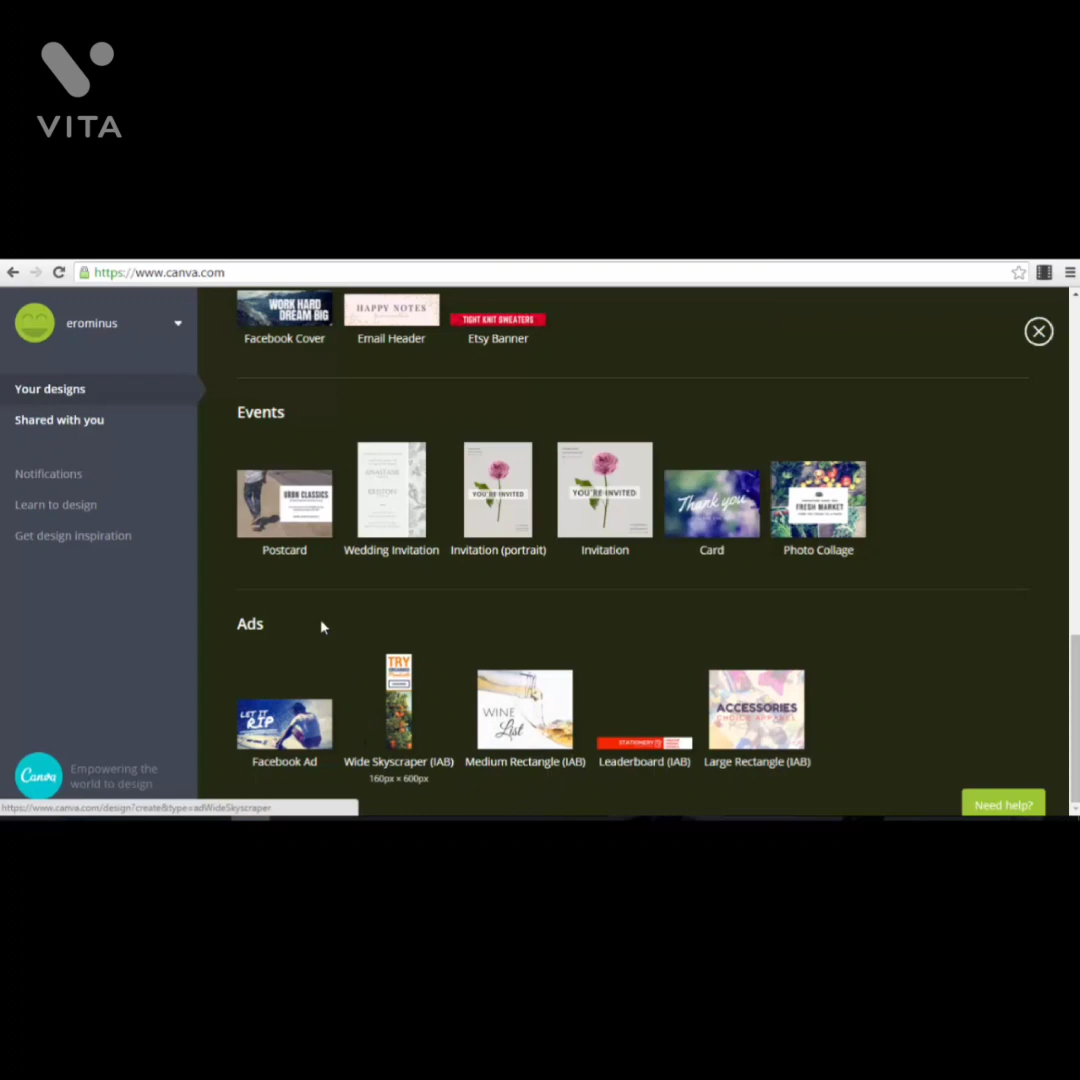 VITA
https://www.canva.com
erominus
Your designs
Shared with you
Notifications
Learn to design
Get design inspiration
Canva
Empowering the
world to design
https://www.canva.com/design?create&type=adWideSkyscraper
WORK HARD
DREAM BIG
HAPPY NOTES
TIGHT KNIT SWEATERS
Facebook Cover
Email Header
Etsy Banner
Events
URBN CLASSICS
YOU'RE INVITED
YOU'RE INVITED
Thank you
FRESH MARKET
Postcard
Wedding Invitation
Invitation (portrait)
Invitation
Card
Photo Collage
Ads
LET IT
RIP
TRY
WINE
List
STATIONERY
ACCESSORIES
CHOICE APPAREL
Facebook Ad
Wide Skyscraper (IAB)
160px × 600px
Medium Rectangle (IAB)
Leaderboard (IAB)
Large Rectangle (IAB)
Need help?